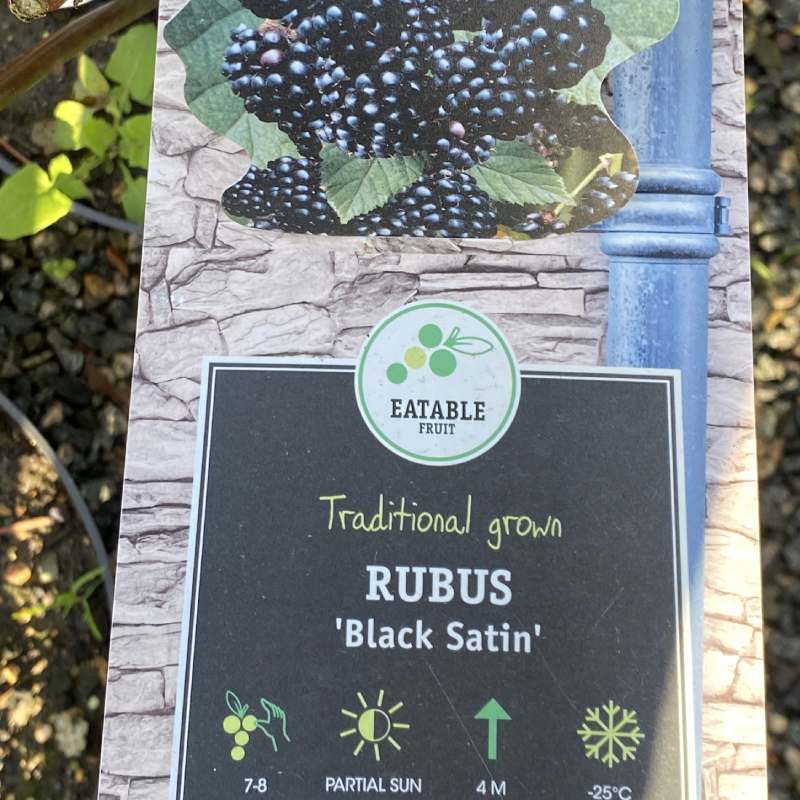 EATABLE
FRUIT
Traditional grown
RUBUS
'Black Satin'
7-8 PARTIAL SUN 4 M -25°C